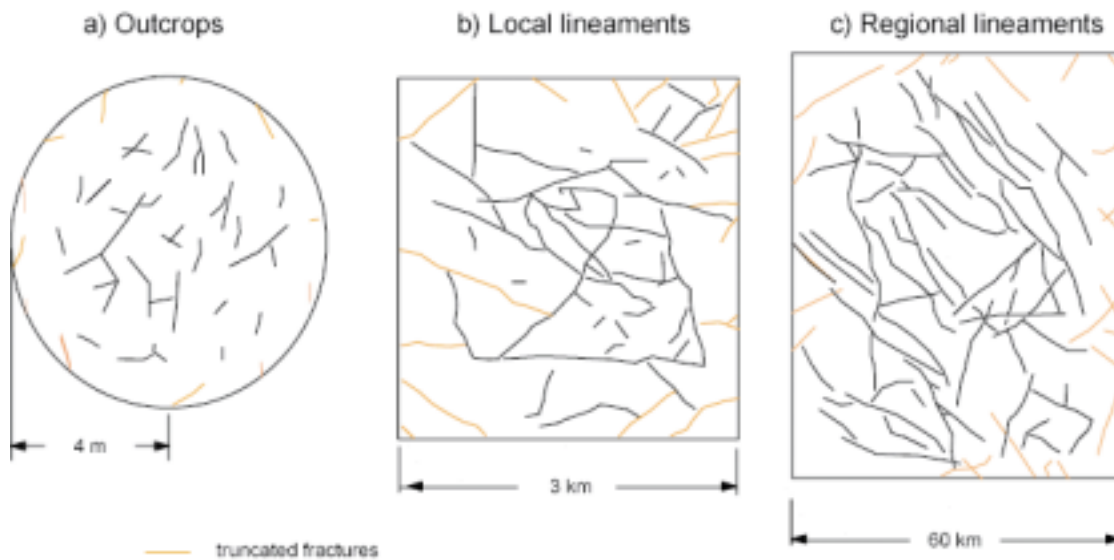 a) Outcrops
b) Local lineaments
c) Regional lineaments
4 m
3 km
60 km
truncated fractures